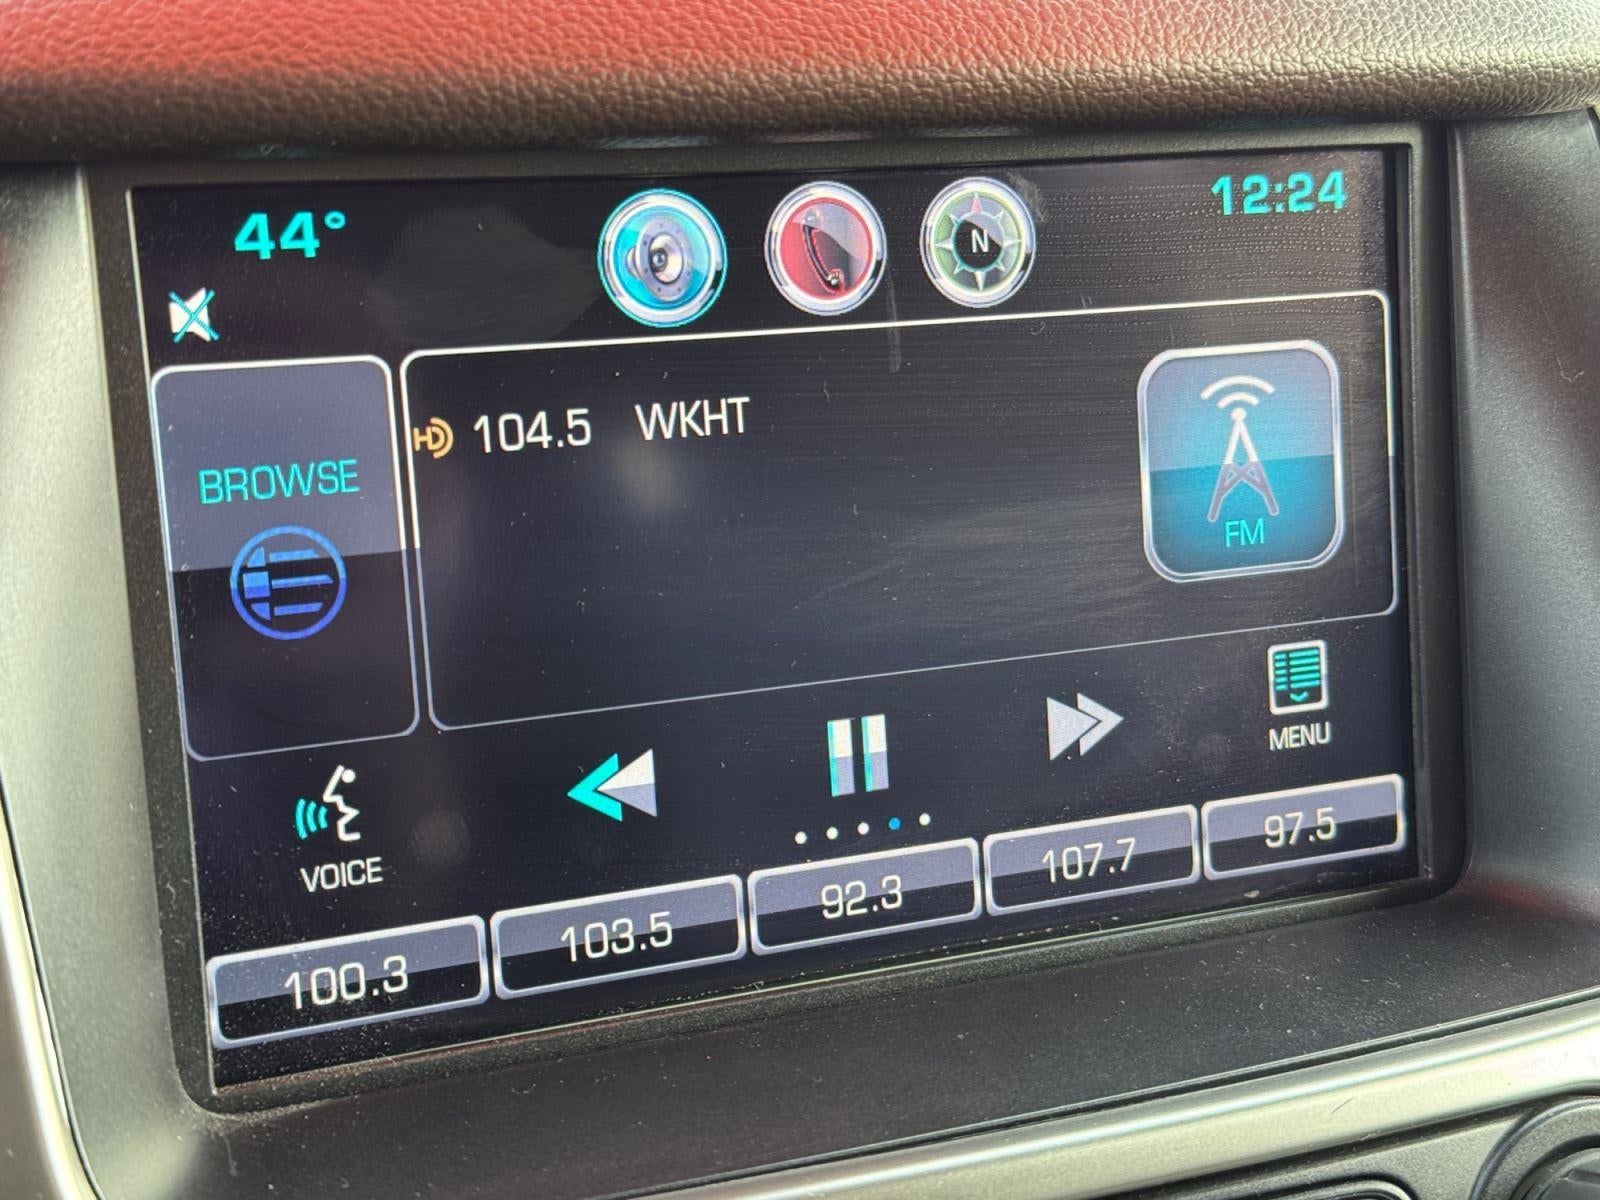 44°
12:24
N
BROWSE
HD 104.5 WKHT
FM
MENU
VOICE
100.3
103.5
92.3
107.7
97.5